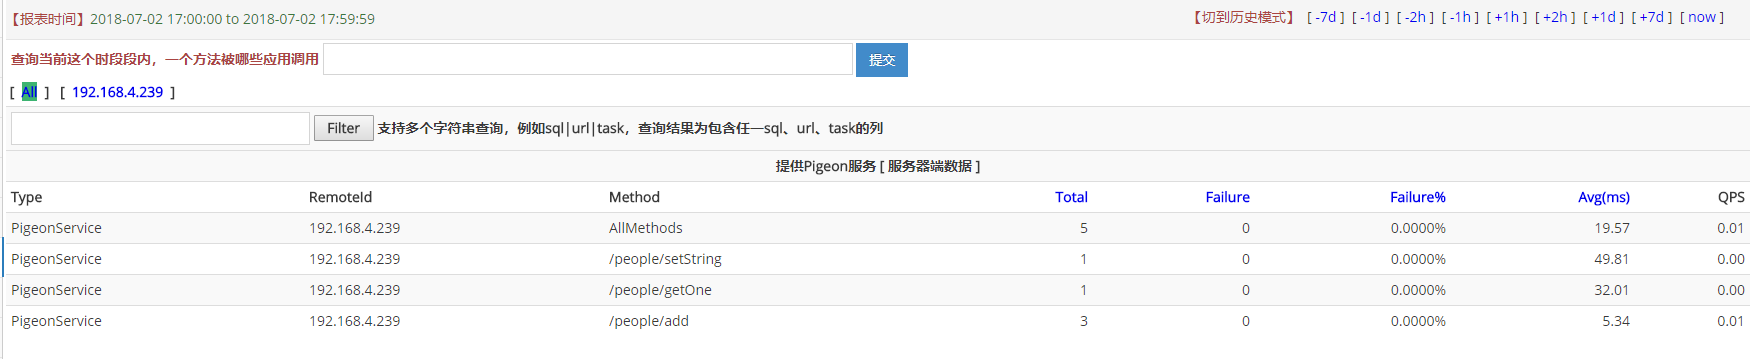 【报表时间】2018-07-02 17:00:00 to 2018-07-02 17:59:59 【切到历史模式】 [ -7d ] [ -1d ] [ -2h ] [ -1h ] [ +1h ] [ +2h ] [ +1d ] [ +7d ] [ now ]
查询当前这个时段段内，一个方法被哪些应用调用 提交
[ All ] [ 192.168.4.239 ]
Filter 支持多个字符串查询，例如sql|url|task，查询结果为包含任一sql、url、task的列
提供Pigeon服务 [ 服务器端数据 ]
Type RemoteId Method Total Failure Failure% Avg(ms) QPS
PigeonService 192.168.4.239 AllMethods 5 0 0.0000% 19.57 0.01
PigeonService 192.168.4.239 /people/setString 1 0 0.0000% 49.81 0.00
PigeonService 192.168.4.239 /people/getOne 1 0 0.0000% 32.01 0.00
PigeonService 192.168.4.239 /people/add 3 0 0.0000% 5.34 0.01